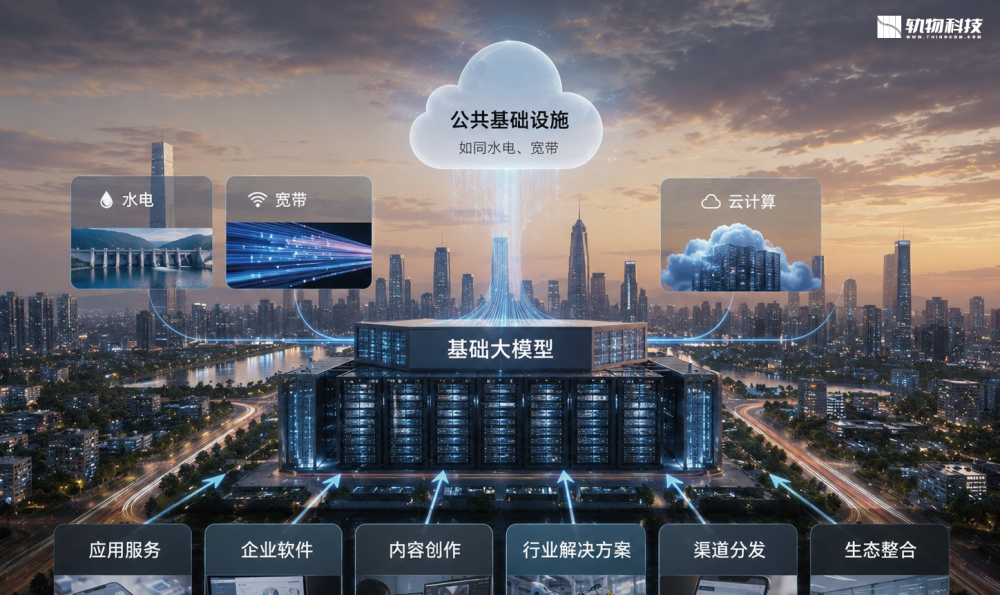 轨物科技
WWW.THINGCOM.COM
公共基础设施
如同水电、宽带
水电
宽带
云计算
基础大模型
应用服务
企业软件
内容创作
行业解决方案
渠道分发
生态整合